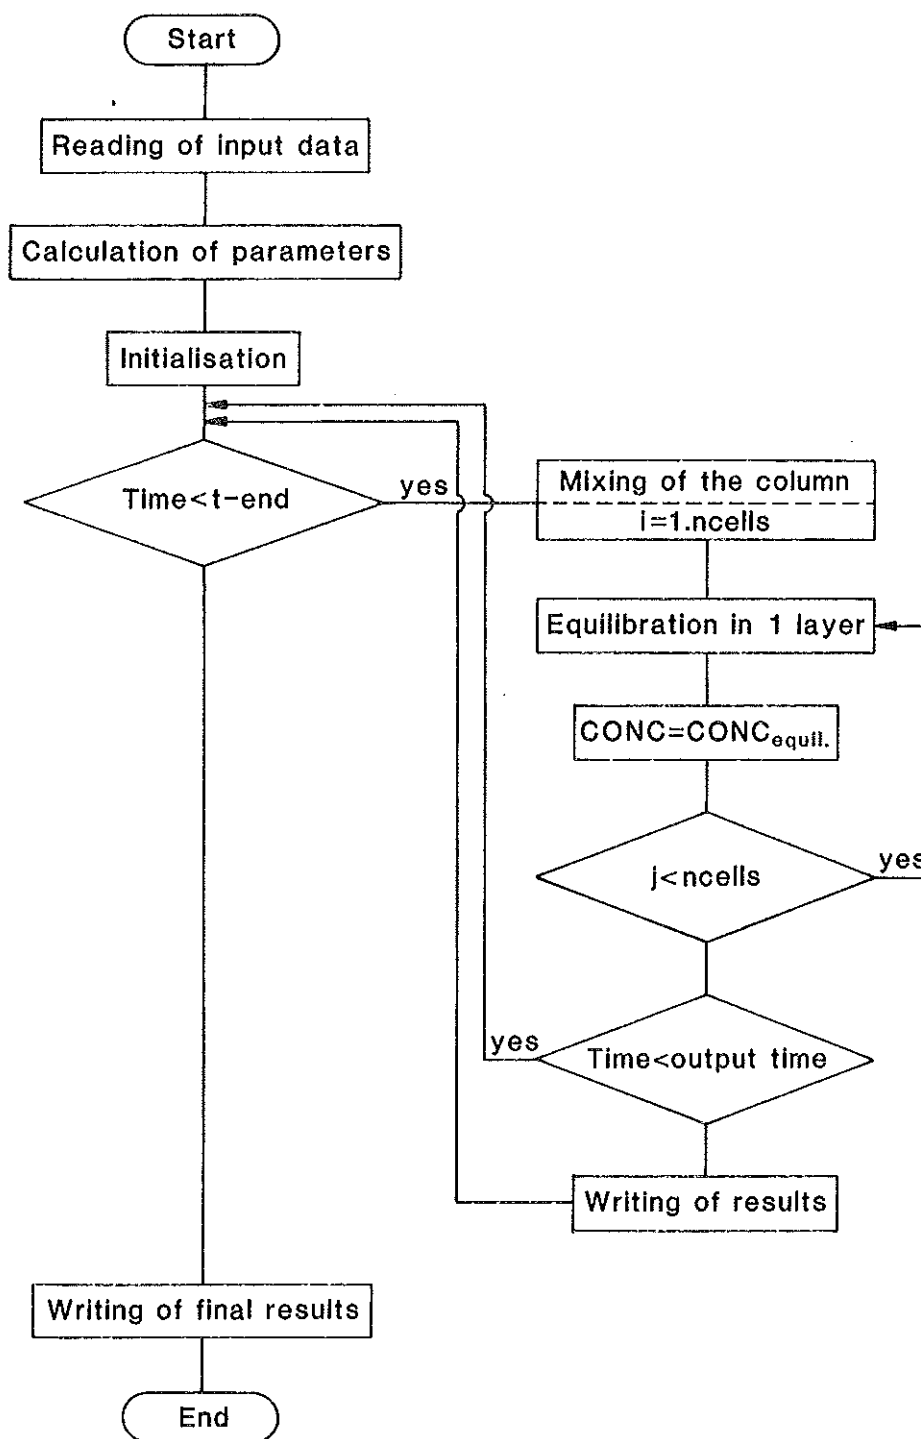 Start
Reading of input data
Calculation of parameters
Initialisation
Time<t-end
yes
Mixing of the column
i=1.ncells
Equilibration in 1 layer
CONC=CONCequil.
j<ncells
yes
Time<output time
yes
Writing of results
Writing of final results
End